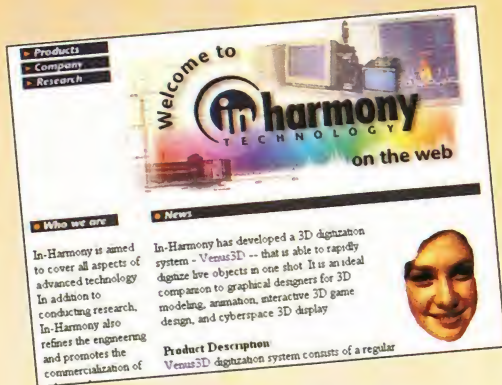 Products
Company
Research
Welcome to
in harmony
TECHNOLOGY
on the web
Who we are
In-Harmony is aimed
to cover all aspects of
advanced technology
In addition to
conducting research,
In-Harmony also
refines the engineering
and promotes the
commercialization of
News
In-Harmony has developed a 3D digitization
system - Venus3D -- that is able to rapidly
digitize live objects in one shot. It is an ideal
companion to graphical designers for 3D
modeling, animation, interactive 3D game
design, and cyberspace 3D display
Product Description
Venus3D digitization system consists of a regular